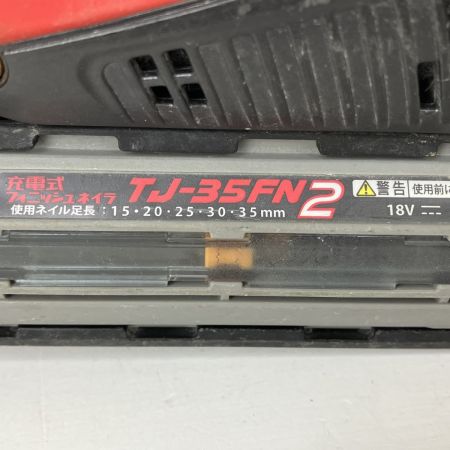 充電式
フィニッシュネイラ TJ-35FN2 ⚠警告 使用前に
使用ネイル足長：15・20・25・30・35mm 18V ⎓